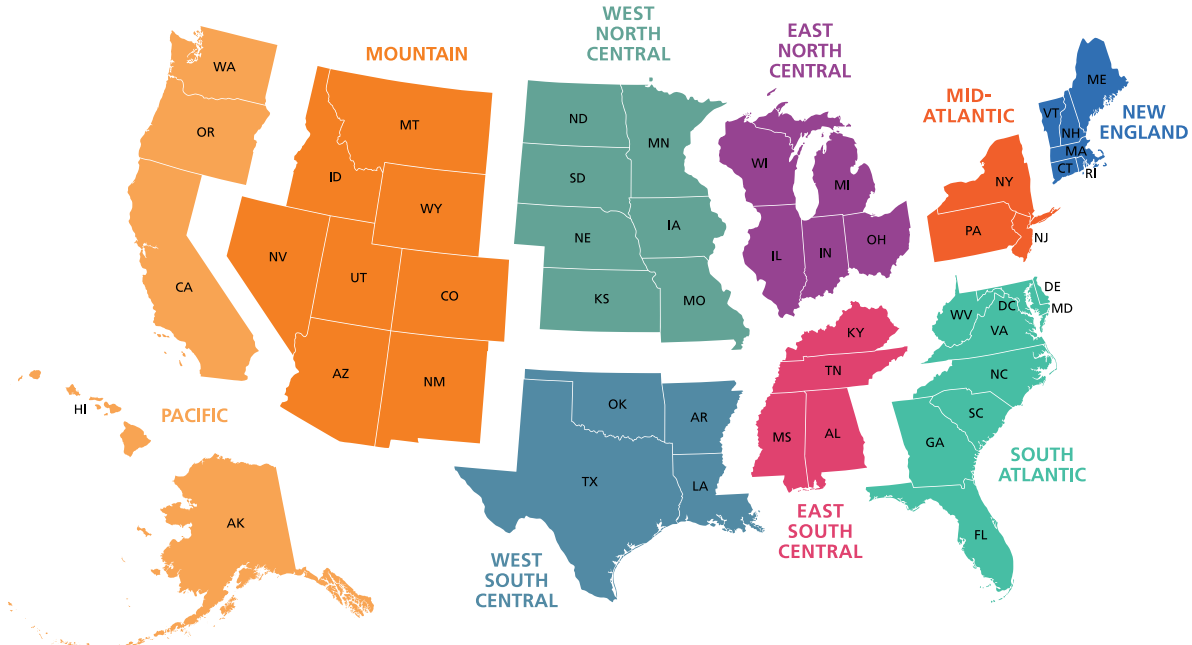 WEST
NORTH
CENTRAL
EAST
NORTH
CENTRAL
MOUNTAIN
MID-
ATLANTIC
NEW
ENGLAND
PACIFIC
WEST
SOUTH
CENTRAL
EAST
SOUTH
CENTRAL
SOUTH
ATLANTIC
WA
OR
CA
HI
AK
MT
ID
WY
NV
UT
CO
AZ
NM
ND
MN
SD
IA
NE
KS
MO
OK
AR
TX
LA
WI
MI
IL
IN
OH
KY
TN
MS
AL
NY
PA
NJ
ME
VT
NH
MA
CT
RI
DE
MD
DC
WV
VA
NC
SC
GA
FL